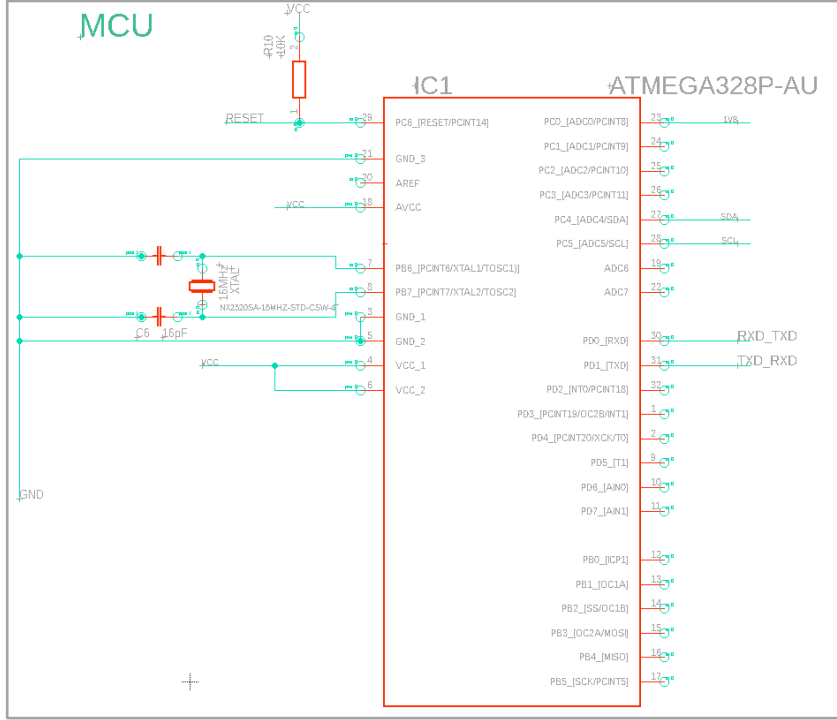 MCU
VCC
R10
10K
2
1
IC1
ATMEGA328P-AU
RESET
29 PC6_[RESET/PCINT14]
21 GND_3
20 AREF
VCC
18 AVCC
7 PB6_[PCINT6/XTAL1/TOSC1)]
8 PB7_[PCINT7/XTAL2/TOSC2]
16MHZ
XTAL
NX2520SA-16MHZ-STD-CSW-4
3 GND_1
5 GND_2
C6 16pF
VCC
4 VCC_1
6 VCC_2
GND
PC0_[ADC0/PCINT8] 23 1V8
PC1_[ADC1/PCINT9] 24
PC2_[ADC2/PCINT10] 25
PC3_[ADC3/PCINT11] 26
PC4_[ADC4/SDA] 27 SDA
PC5_[ADC5/SCL] 28 SCL
ADC6 19
ADC7 22
PD0_[RXD] 30 RXD_TXD
PD1_[TXD] 31 TXD_RXD
PD2_[NT0/PCINT18] 32
PD3_[PCINT19/OC2B/INT1] 1
PD4_[PCINT20/XCK/T0] 2
PD5_[T1] 9
PD6_[AIN0] 10
PD7_[AIN1] 11
PB0_[ICP1] 12
PB1_[OC1A] 13
PB2_[SS/OC1B] 14
PB3_[OC2A/MOSI] 15
PB4_[MISO] 16
PB5_[SCK/PCINT5] 17